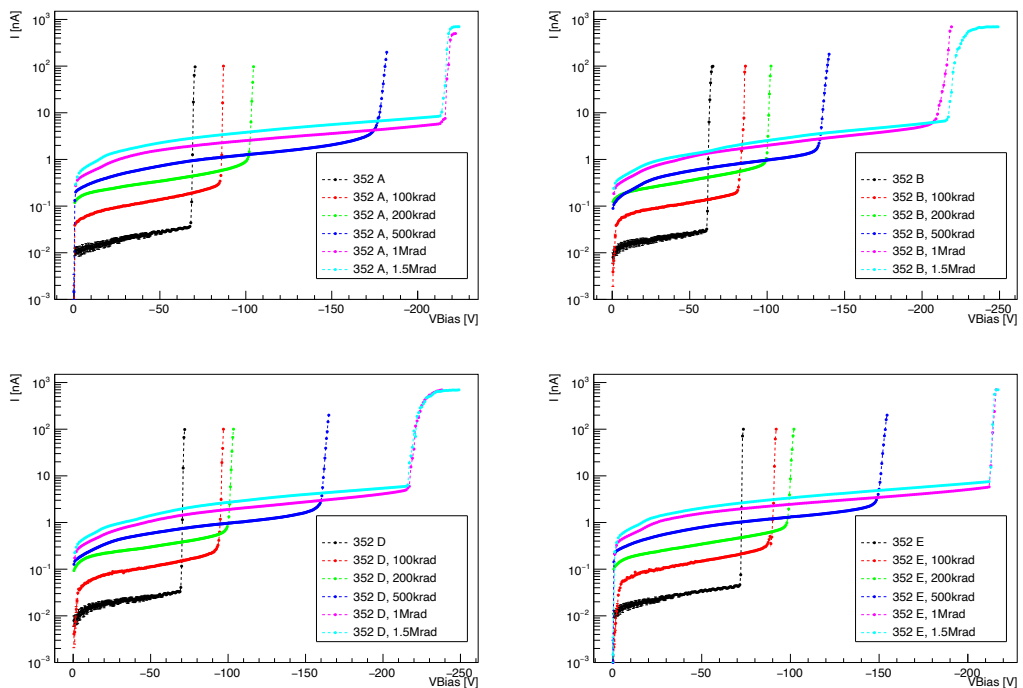 I [nA]
10³
10²
10
1
10⁻¹
10⁻²
10⁻³
0 −50 −100 −150 −200
VBias [V]
352 A
352 A, 100krad
352 A, 200krad
352 A, 500krad
352 A, 1Mrad
352 A, 1.5Mrad
I [nA]
10³
10²
10
1
10⁻¹
10⁻²
10⁻³
0 −50 −100 −150 −200 −250
VBias [V]
352 B
352 B, 100krad
352 B, 200krad
352 B, 500krad
352 B, 1Mrad
352 B, 1.5Mrad
I [nA]
10³
10²
10
1
10⁻¹
10⁻²
10⁻³
0 −50 −100 −150 −200 −250
VBias [V]
352 D
352 D, 100krad
352 D, 200krad
352 D, 500krad
352 D, 1Mrad
352 D, 1.5Mrad
I [nA]
10³
10²
10
1
10⁻¹
10⁻²
10⁻³
0 −50 −100 −150 −200
VBias [V]
352 E
352 E, 100krad
352 E, 200krad
352 E, 500krad
352 E, 1Mrad
352 E, 1.5Mrad